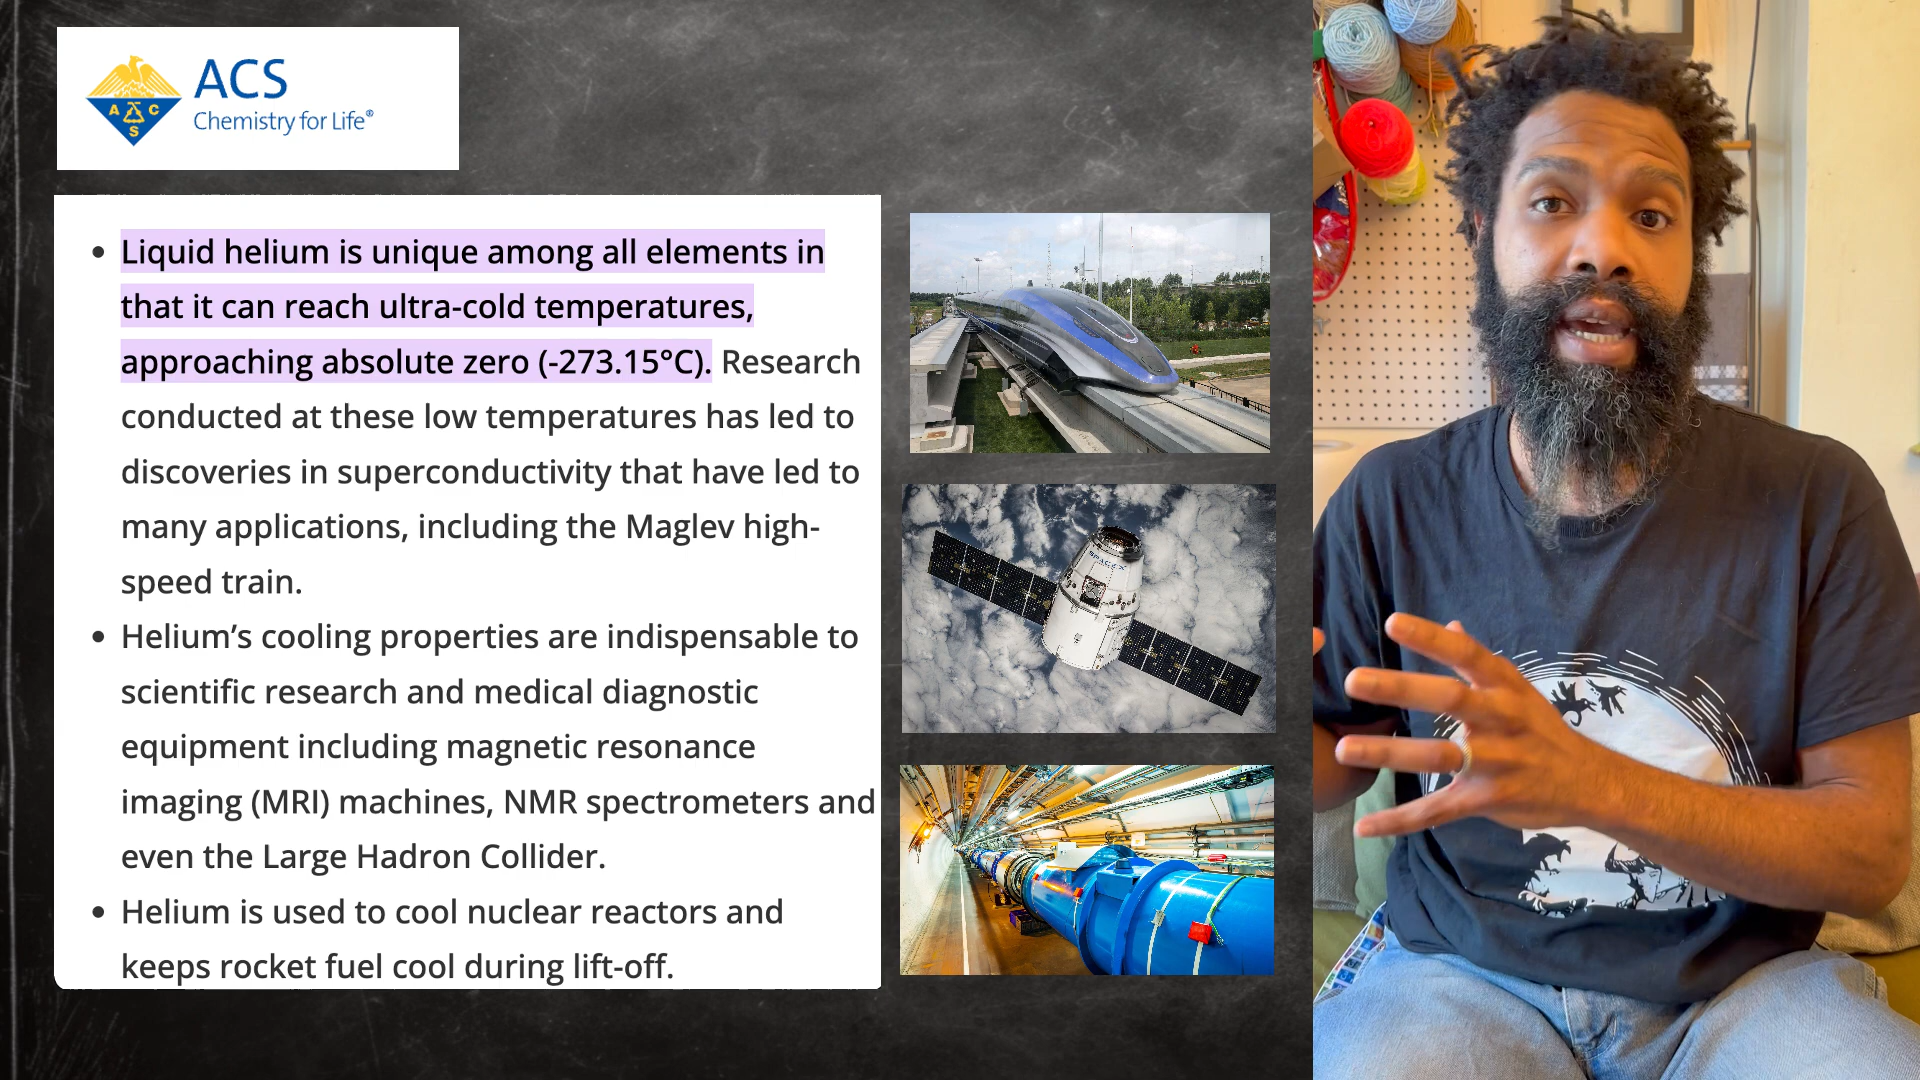 ACS
Chemistry for Life®
A C
S
• Liquid helium is unique among all elements in
that it can reach ultra-cold temperatures,
approaching absolute zero (-273.15°C). Research
conducted at these low temperatures has led to
discoveries in superconductivity that have led to
many applications, including the Maglev high-
speed train.
• Helium’s cooling properties are indispensable to
scientific research and medical diagnostic
equipment including magnetic resonance
imaging (MRI) machines, NMR spectrometers and
even the Large Hadron Collider.
• Helium is used to cool nuclear reactors and
keeps rocket fuel cool during lift-off.
SPACEX